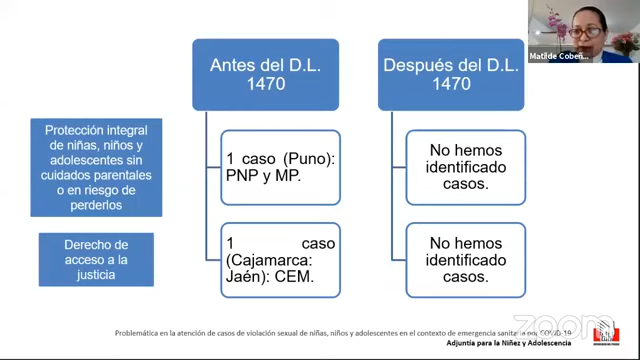 Matilde Cobeñ...
Antes del D.L.
1470
Después del D.L.
1470
Protección integral
de niñas, niños y
adolescentes sin
cuidados parentales
o en riesgo de
perderlos
1 caso (Puno):
PNP y MP.
No hemos
identificado
casos.
Derecho de
acceso a la
justicia
1 caso
(Cajamarca:
Jaén): CEM.
No hemos
identificado
casos.
Problemática en la atención de casos de violación sexual de niñas, niños y adolescentes en el contexto de emergencia sanitaria por COVID-19
Adjuntía para la Niñez y Adolescencia
zoom